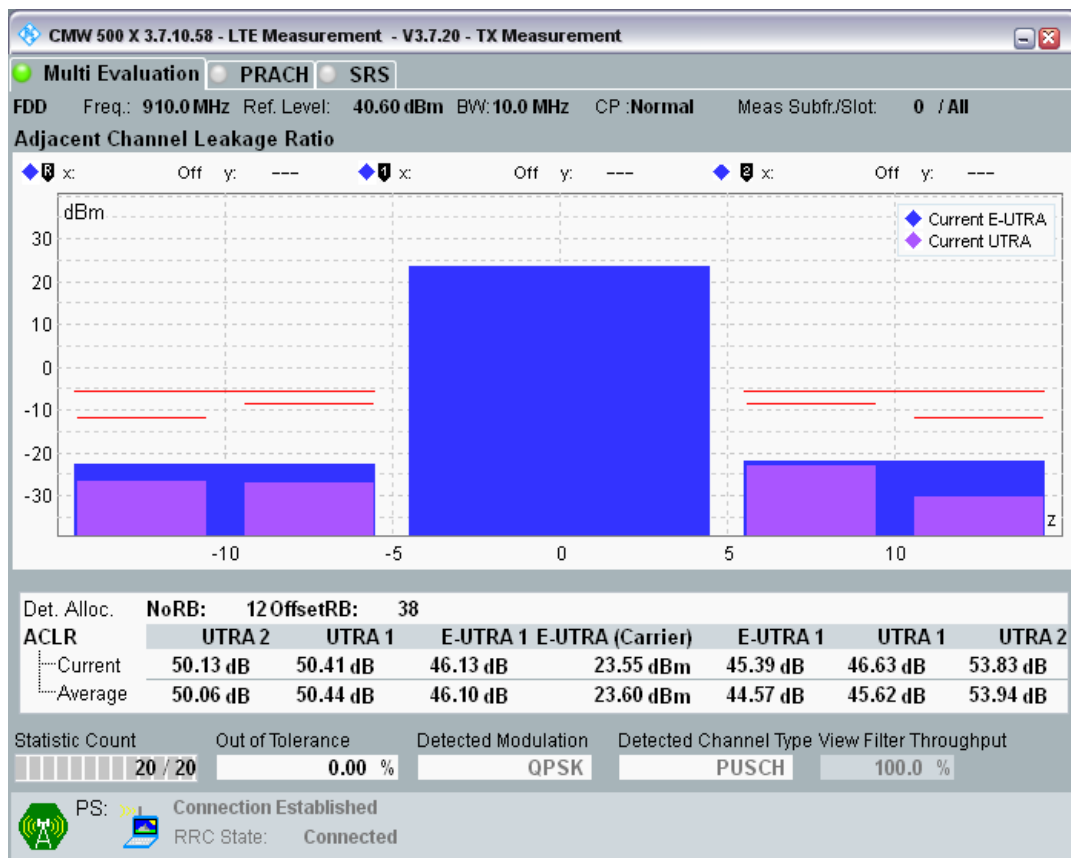 CMW 500 X 3.7.10.58 - LTE Measurement - V3.7.20 - TX Measurement
Multi Evaluation PRACH SRS
FDD Freq.: 910.0 MHz Ref. Level: 40.60 dBm BW: 10.0 MHz CP :Normal Meas Subfr./Slot: 0 / All
Adjacent Channel Leakage Ratio
R x: Off y: --- 1 x: Off y: --- 2 x: Off y: ---
dBm
Current E-UTRA
Current UTRA
30
20
10
0
-10
-20
-30
z
-10 -5 0 5 10
Det. Alloc. NoRB: 12 OffsetRB: 38
ACLR UTRA 2 UTRA 1 E-UTRA 1 E-UTRA (Carrier) E-UTRA 1 UTRA 1 UTRA 2
Current 50.13 dB 50.41 dB 46.13 dB 23.55 dBm 45.39 dB 46.63 dB 53.83 dB
Average 50.06 dB 50.44 dB 46.10 dB 23.60 dBm 44.57 dB 45.62 dB 53.94 dB
Statistic Count Out of Tolerance Detected Modulation Detected Channel Type View Filter Throughput
20 / 20 0.00 % QPSK PUSCH 100.0 %
PS: Connection Established
RRC State: Connected